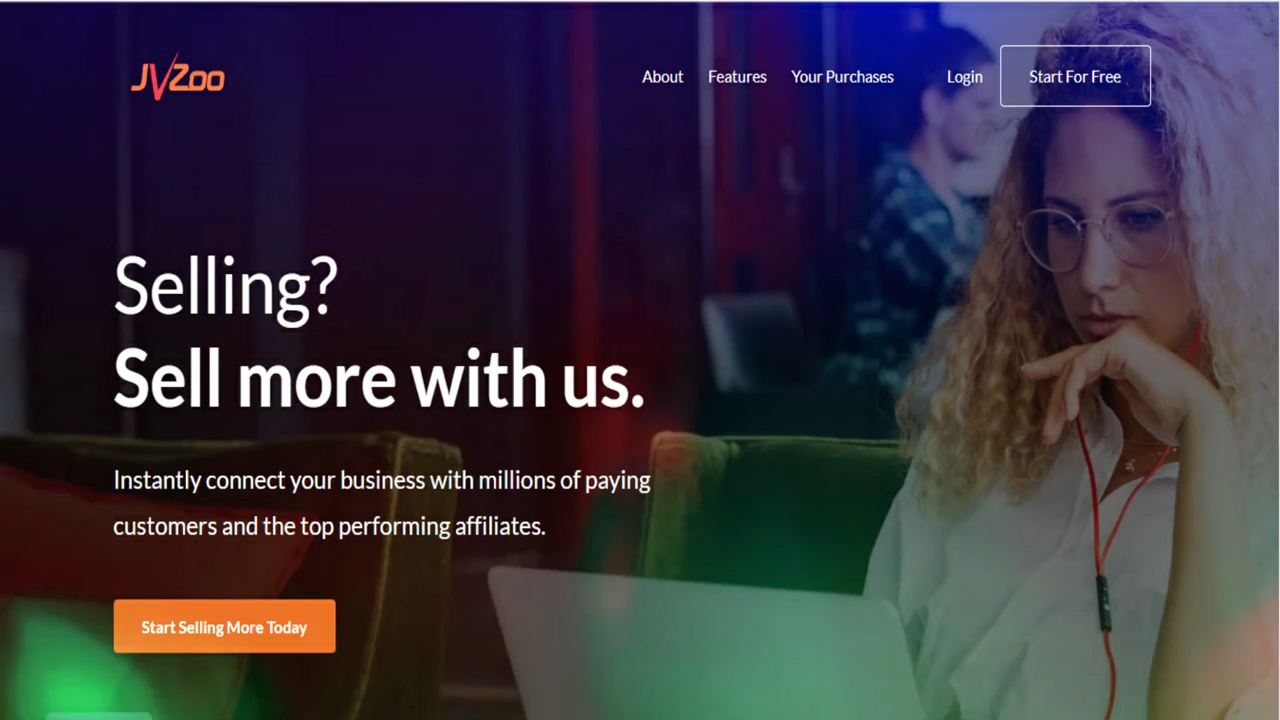 JVZoo
About Features Your Purchases Login Start For Free
Selling?
Sell more with us.
Instantly connect your business with millions of paying
customers and the top performing affiliates.
Start Selling More Today